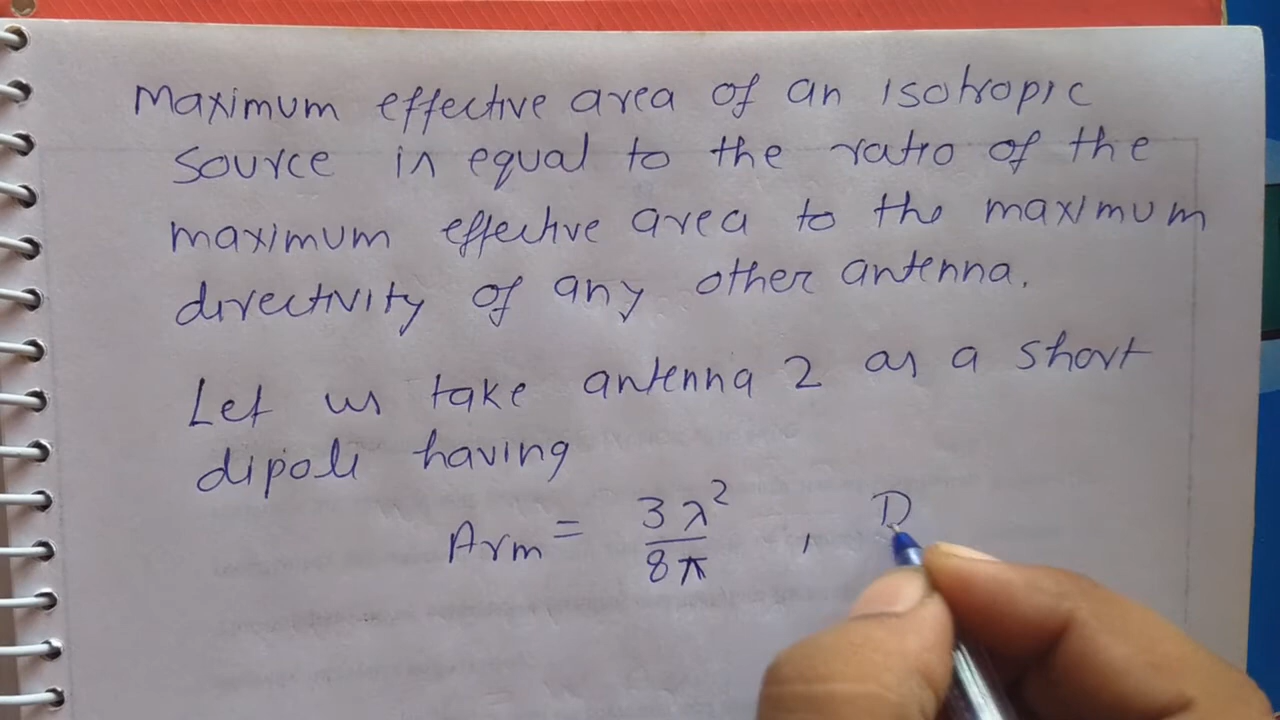 Maximum effective area of an isotropic
source is equal to the ratio of the
maximum effective area to the maximum
directivity of any other antenna.
Let us take antenna 2 as a short
dipole having
Arm = 3λ²/8π , D